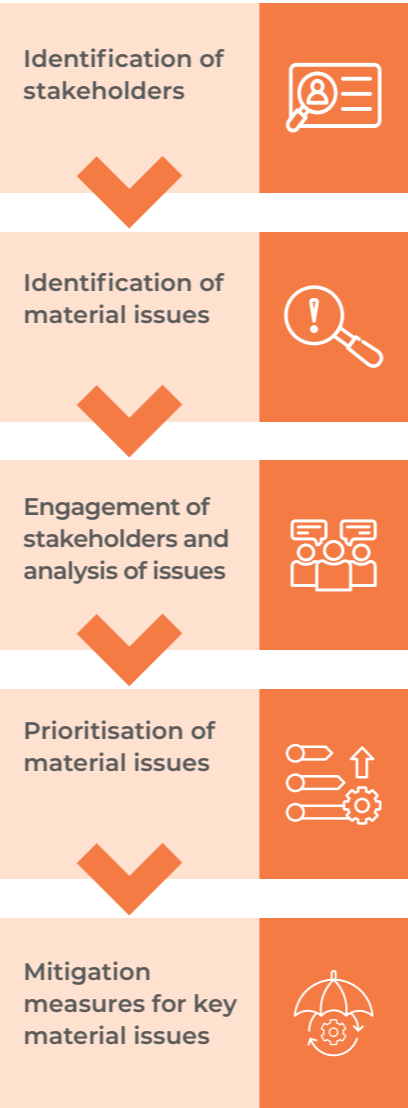 Identification of
stakeholders
Identification of
material issues
Engagement of
stakeholders and
analysis of issues
Prioritisation of
material issues
Mitigation
measures for key
material issues